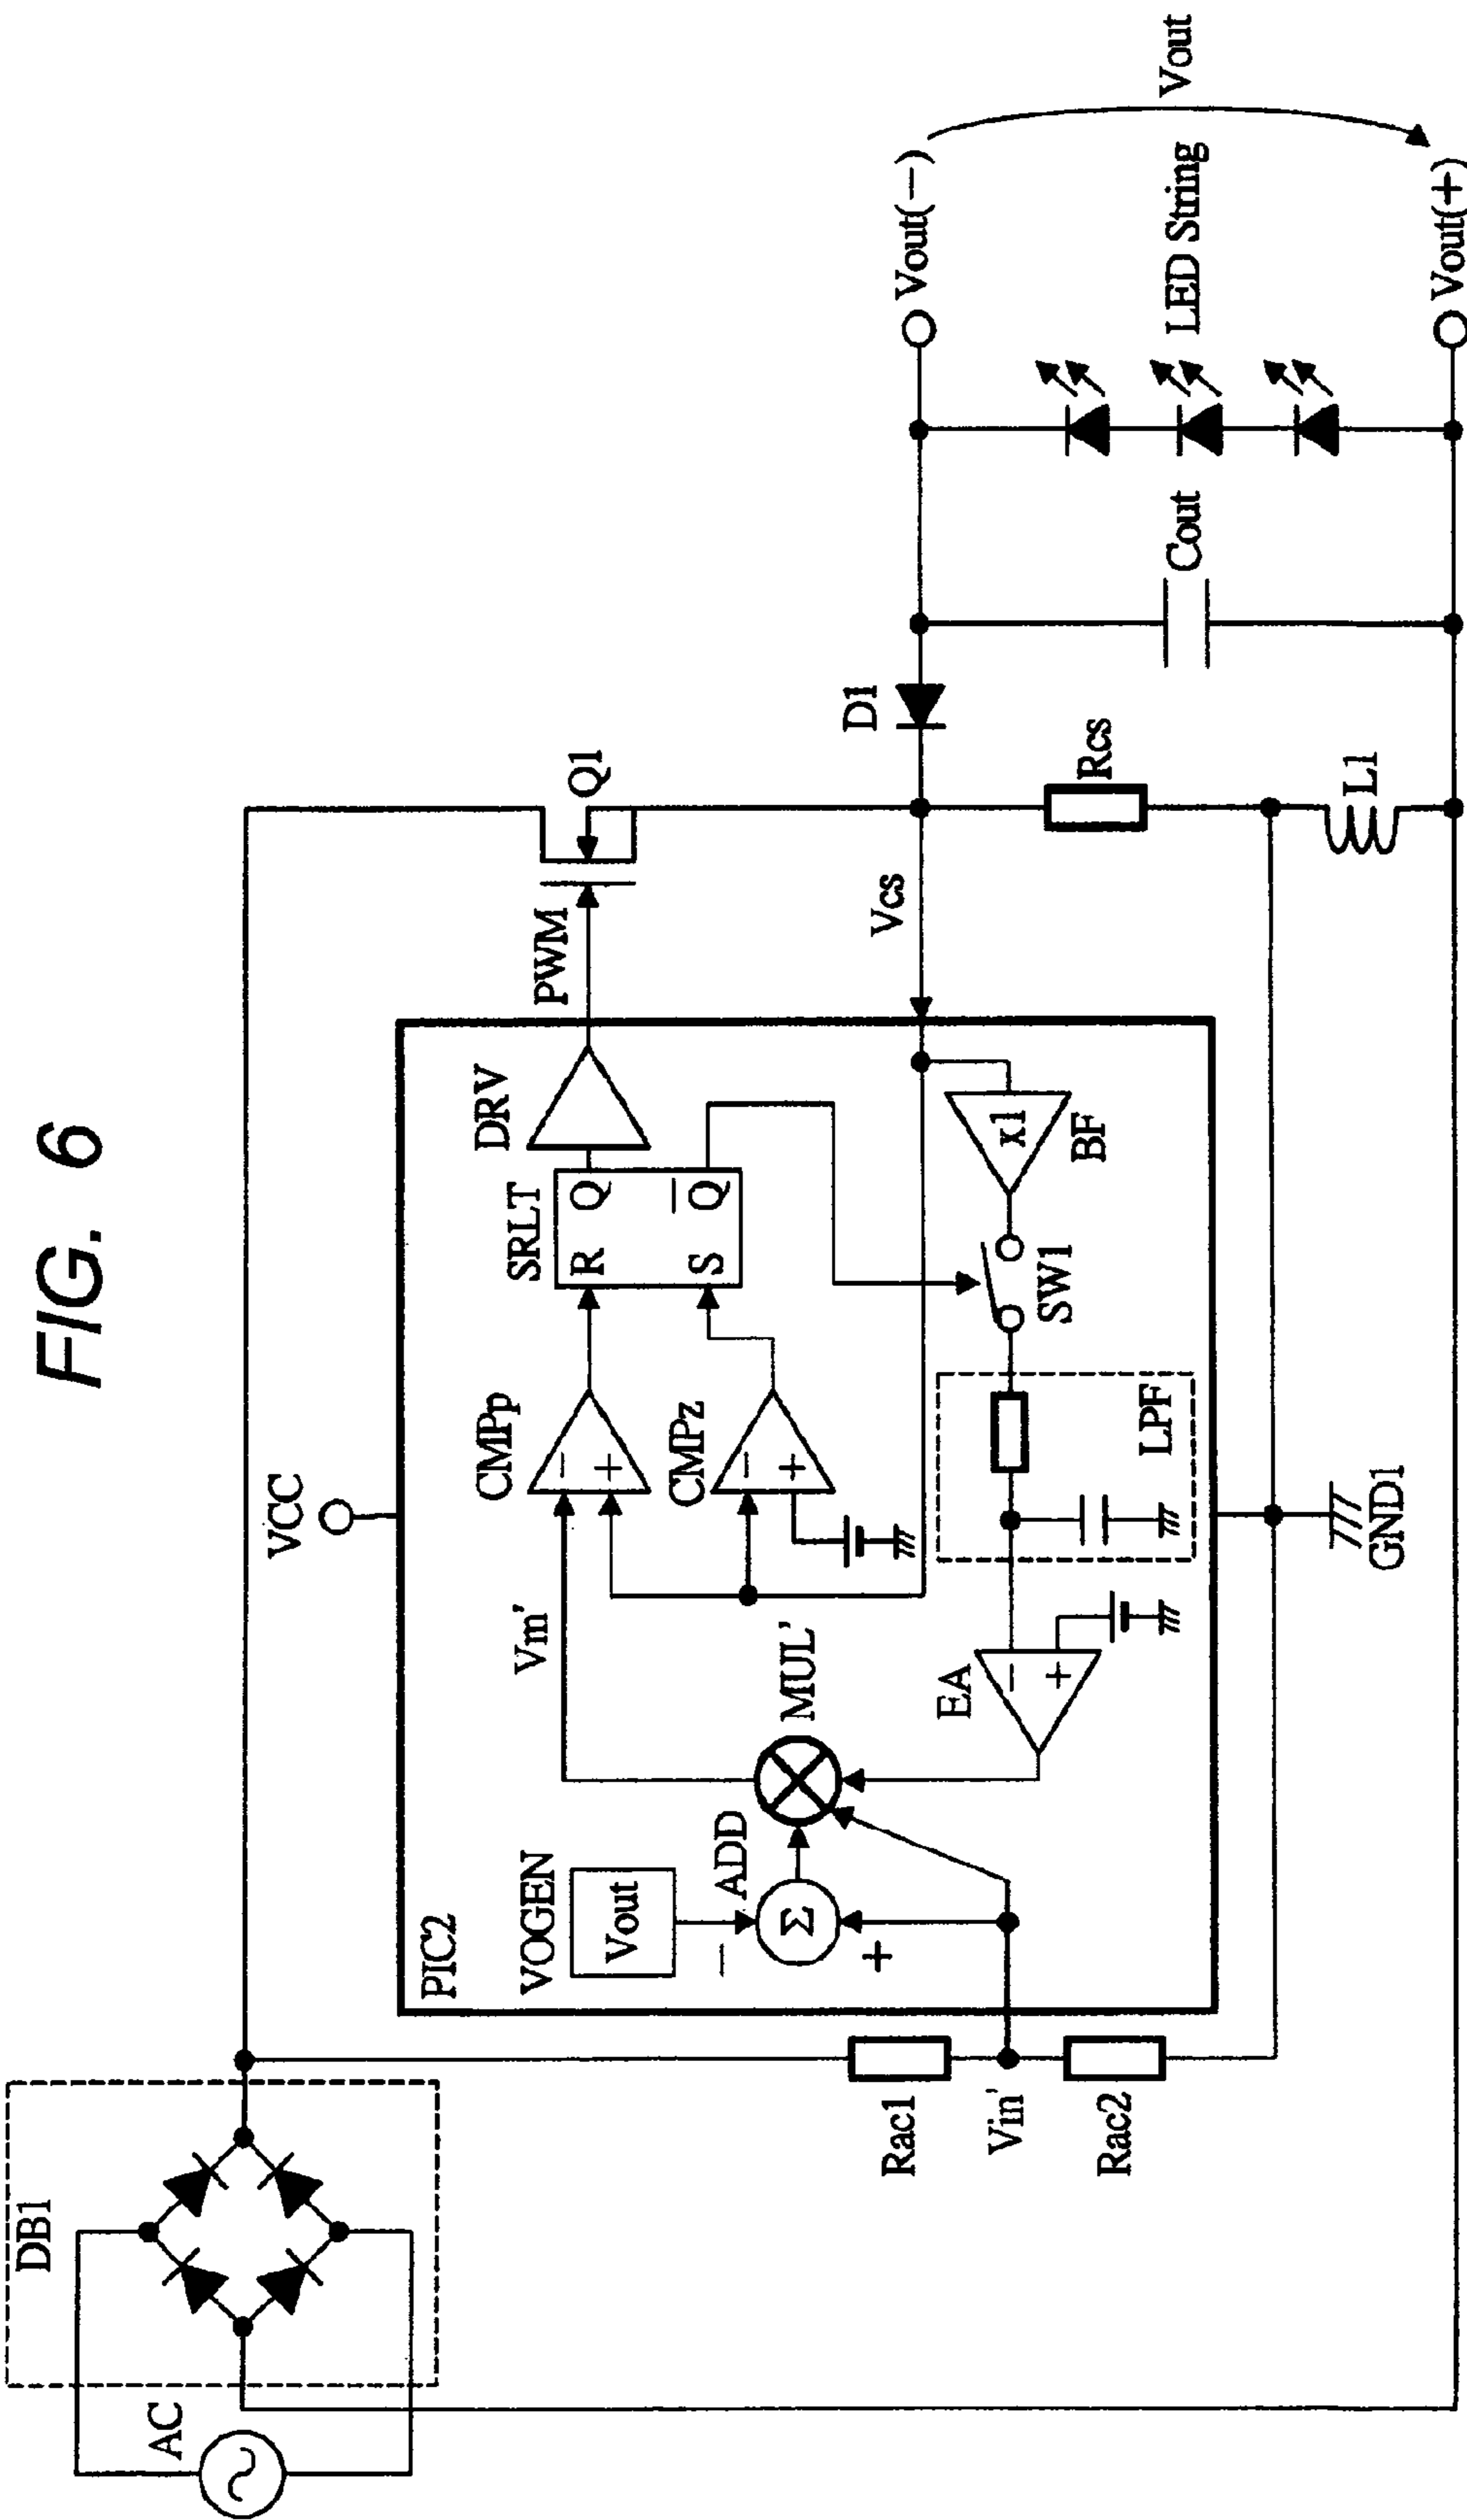 FIG. 6
AC
DB1
VCC
PIC2
VOGEN
Vout
ADD
−
Σ
+
MUL'
Vm'
EA
−
+
CMPp
−
+
CMPz
−
+
SRLT
R Q
S Q
DRV
PWM
Q1
LPF
SW1
x1
BF
Vcs
D1
Rcs
L1
Cout
LED String
Vout(−)
Vout
Vout(+)
Rac1
Vin'
Rac2
GND1